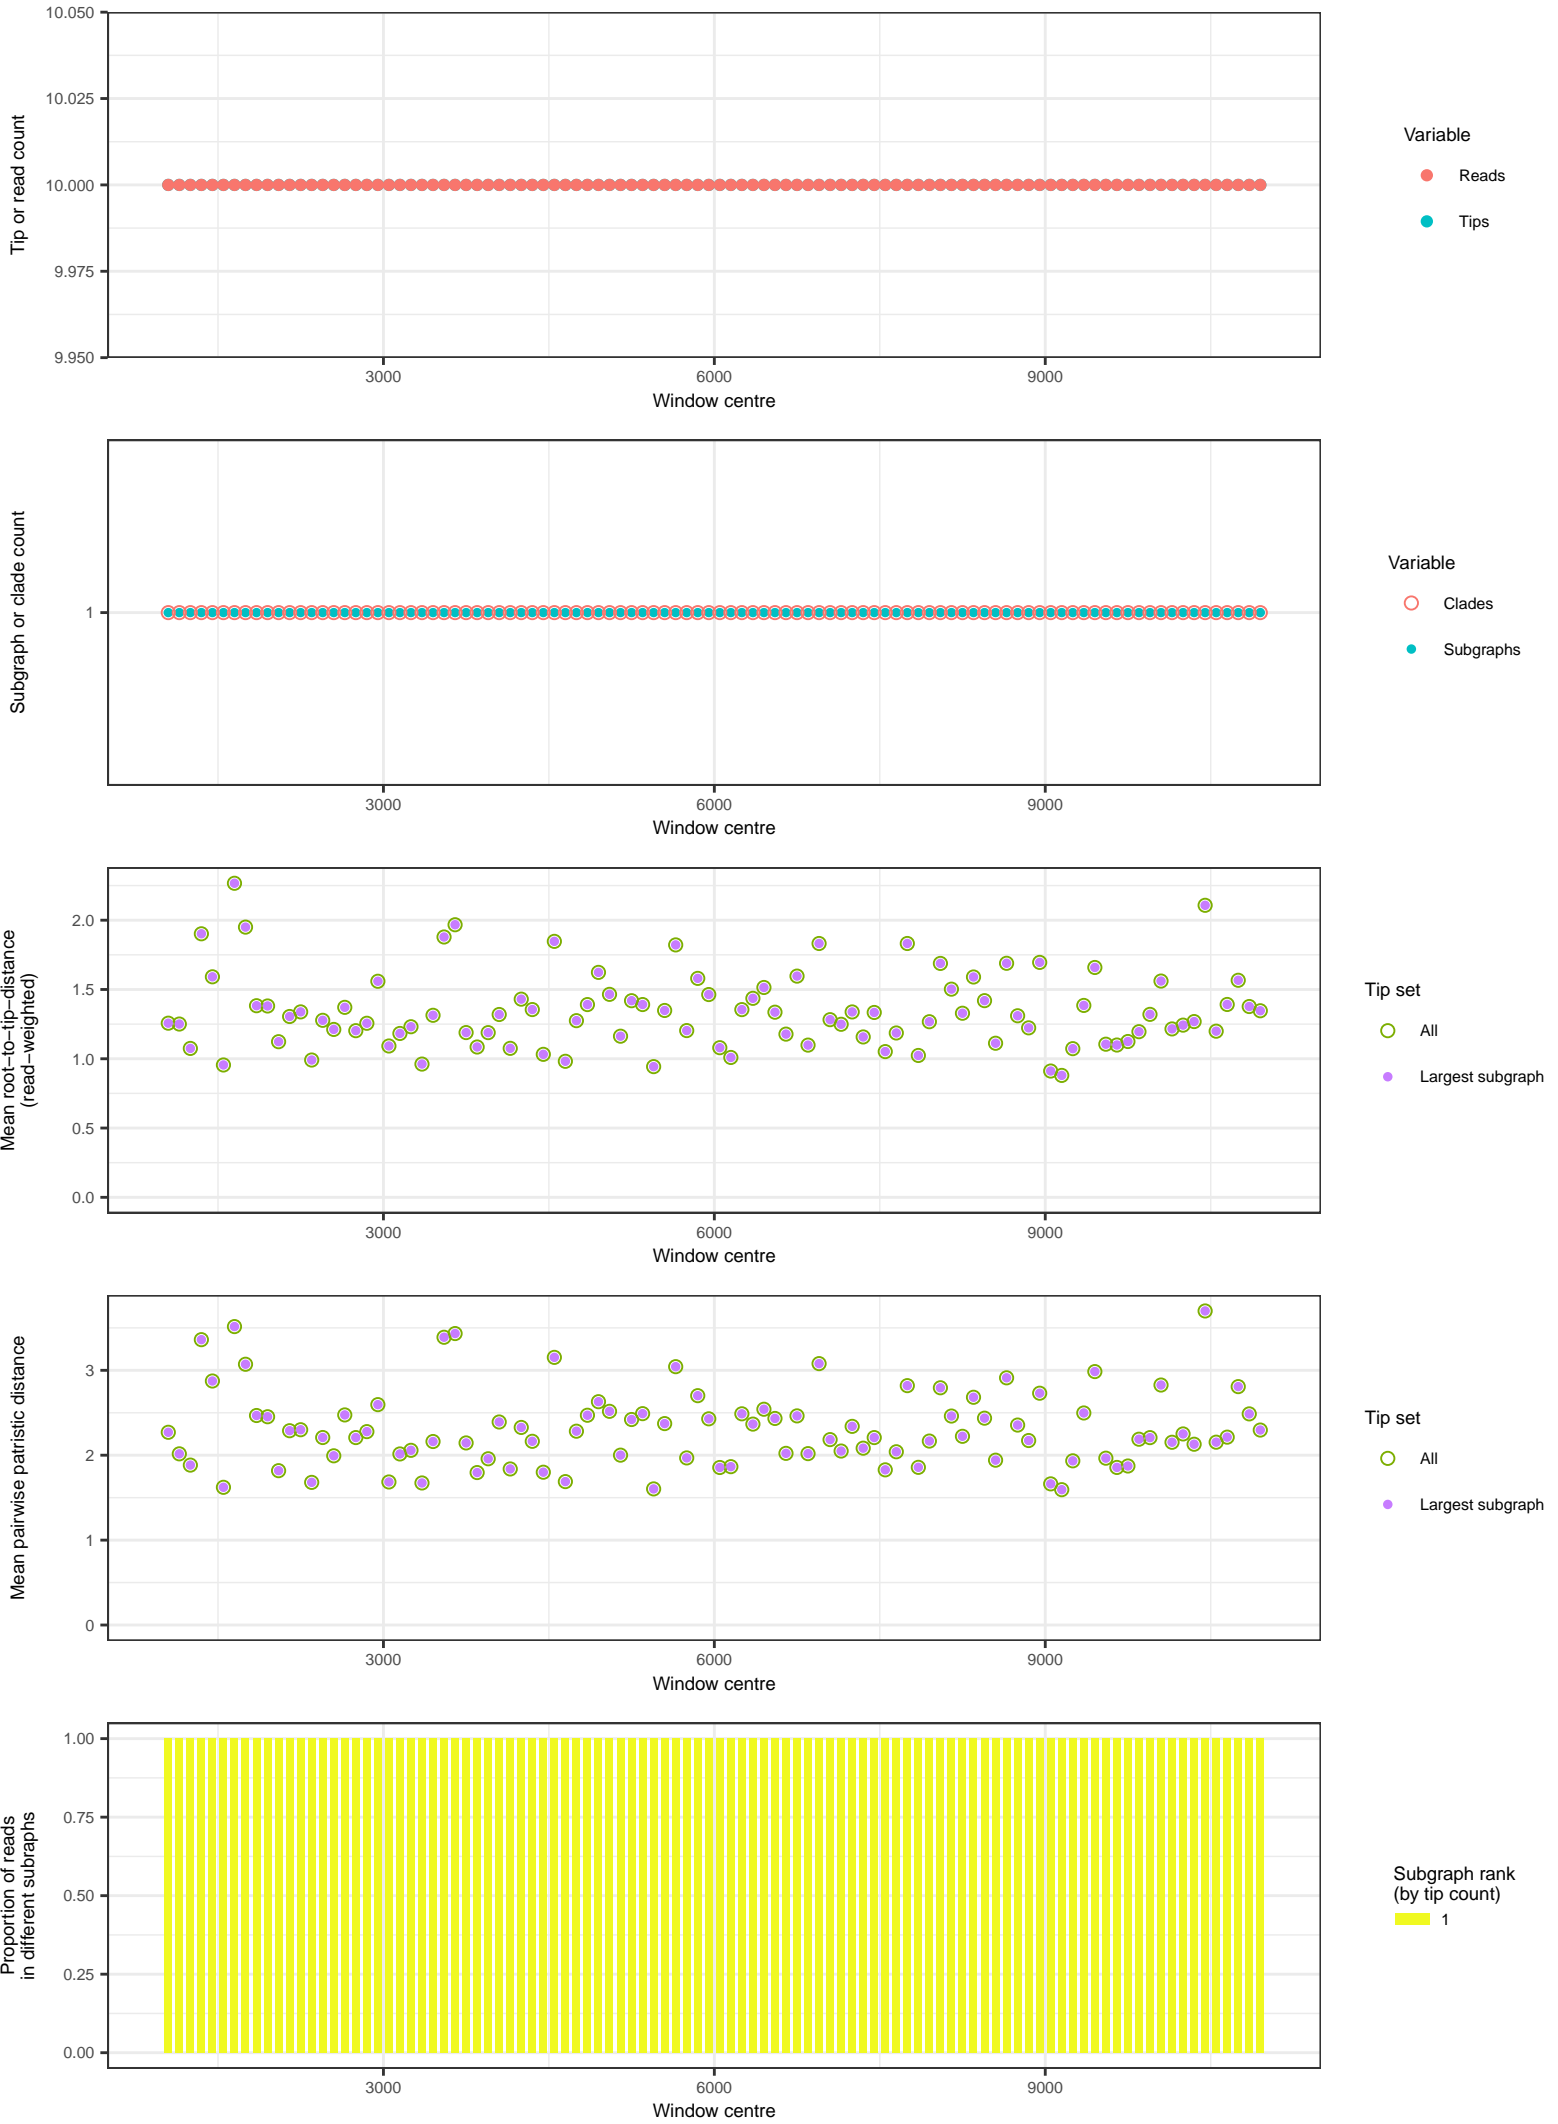 10.050
10.025
10.000
9.975
9.950
Tip or read count
3000
6000
9000
Window centre
Variable
Reads
Tips
1
Subgraph or clade count
3000
6000
9000
Window centre
Variable
Clades
Subgraphs
2.0
1.5
1.0
0.5
0.0
Mean root−to−tip−distance
(read−weighted)
3000
6000
9000
Window centre
Tip set
All
Largest subgraph
3
2
1
0
Mean pairwise patristic distance
3000
6000
9000
Window centre
Tip set
All
Largest subgraph
1.00
0.75
0.50
0.25
0.00
Proportion of reads
in different subraphs
3000
6000
9000
Window centre
Subgraph rank
(by tip count)
1